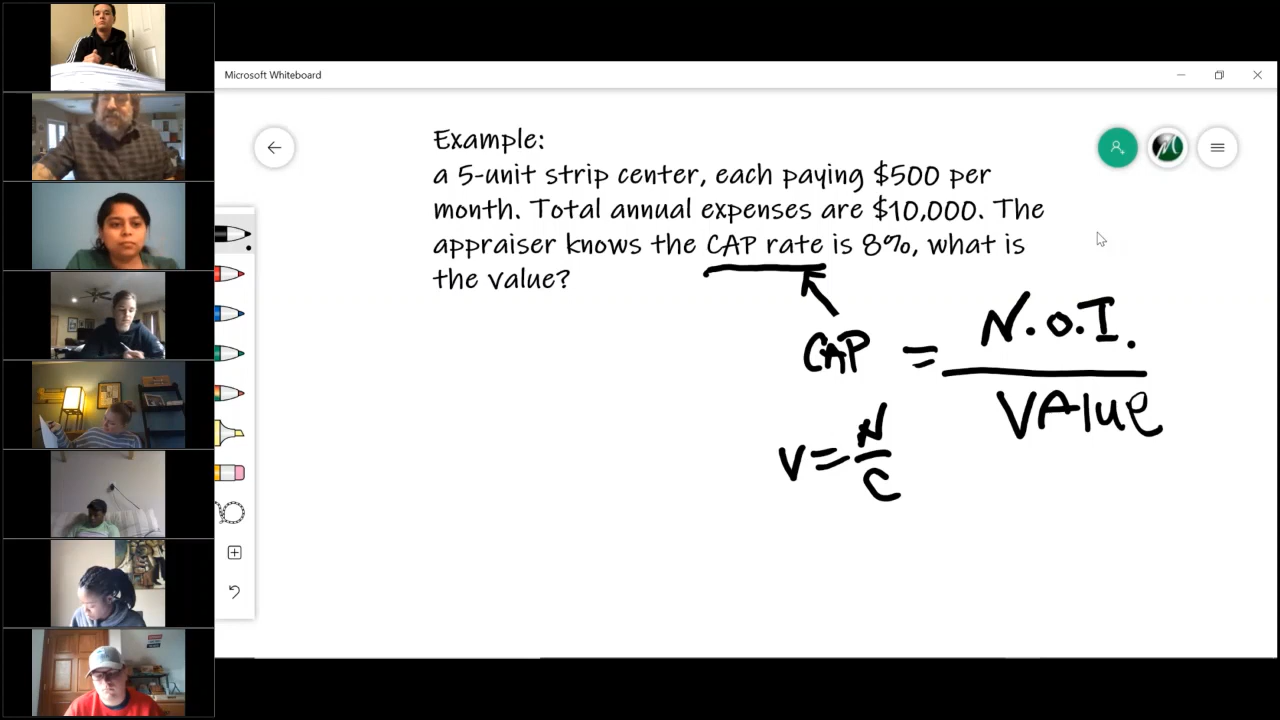 Microsoft Whiteboard
Example:
a 5-unit strip center, each paying $500 per
month. Total annual expenses are $10,000. The
appraiser knows the CAP rate is 8%, what is
the value?
CAP = N.O.I.
VAlue
V = N
C